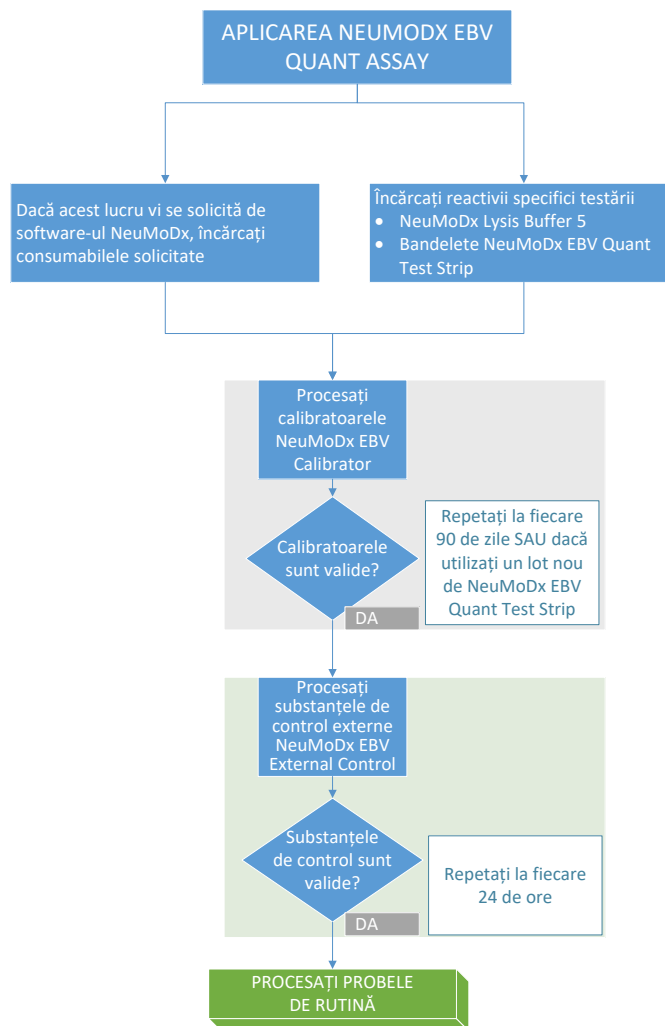 APLICAREA NEUMODX EBV
QUANT ASSAY
Dacă acest lucru vi se solicită de
software-ul NeuMoDx, încărcați
consumabilele solicitate
Încărcați reactivii specifici testării
• NeuMoDx Lysis Buffer 5
• Bandelete NeuMoDx EBV Quant
Test Strip
Procesați
calibratoarele
NeuMoDx EBV
Calibrator
Calibratoarele
sunt valide?
Repetați la fiecare
90 de zile SAU dacă
utilizați un lot nou
de NeuMoDx EBV
Quant Test Strip
DA
Procesați
substanțele de
control externe
NeuMoDx EBV
External Control
Substanțele
de control sunt
valide?
Repetați la fiecare
24 de ore
DA
PROCESAȚI PROBELE
DE RUTINĂ